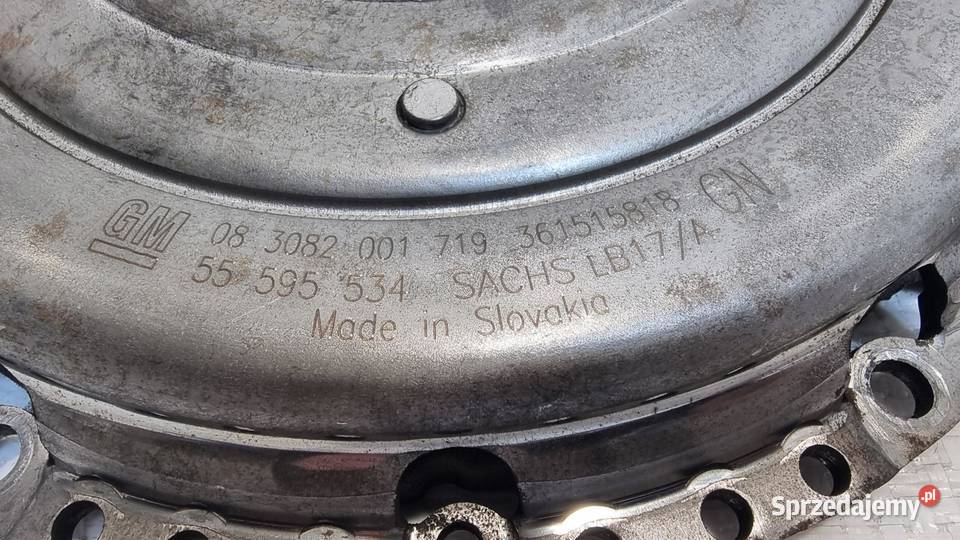 GM 08 3082 001 719 361515818 GN
55 595 534 SACHS LB17/A
Made in Slovakia
Sprzedajemy.pl